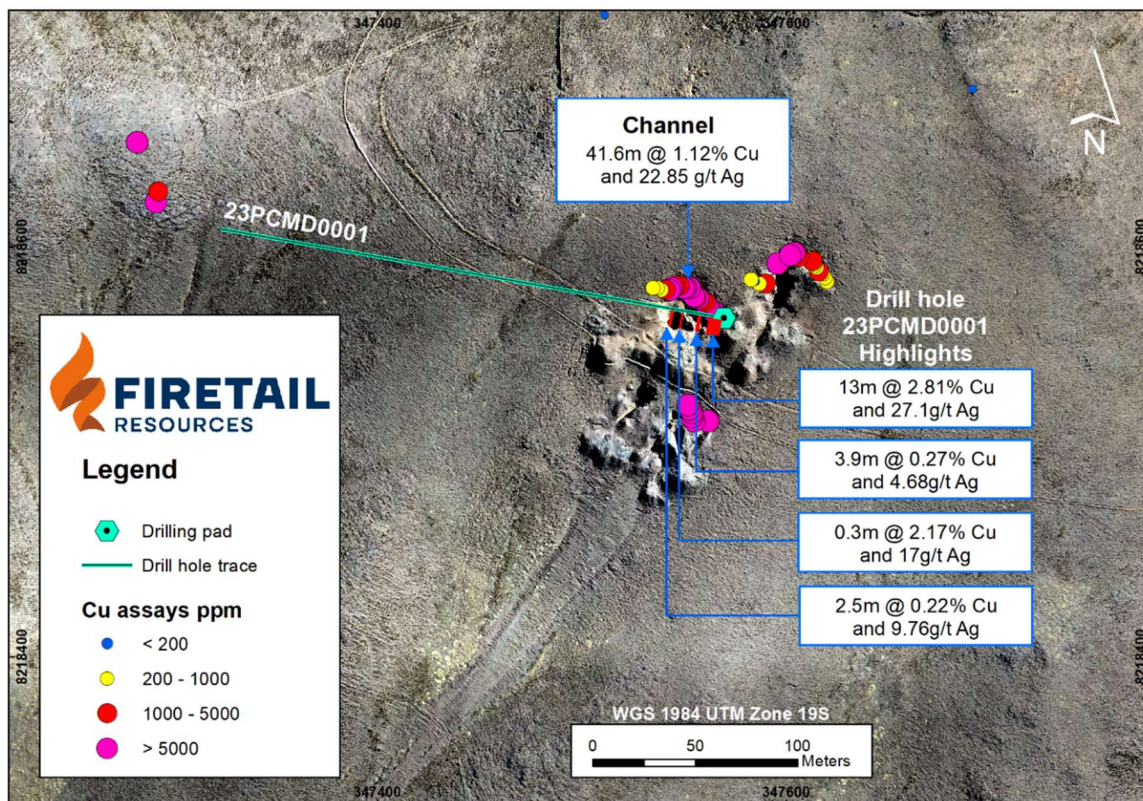 347400
347600
Channel
41.6m @ 1.12% Cu
and 22.85 g/t Ag
N
23PCMD0001
8218600
8218600
Drill hole
23PCMD0001
Highlights
13m @ 2.81% Cu
and 27.1g/t Ag
3.9m @ 0.27% Cu
and 4.68g/t Ag
0.3m @ 2.17% Cu
and 17g/t Ag
2.5m @ 0.22% Cu
and 9.76g/t Ag
FIRETAIL
RESOURCES
Legend
Drilling pad
Drill hole trace
Cu assays ppm
< 200
200 - 1000
1000 - 5000
> 5000
8218400
8218400
WGS 1984 UTM Zone 19S
0 50 100
Meters
347400
347600